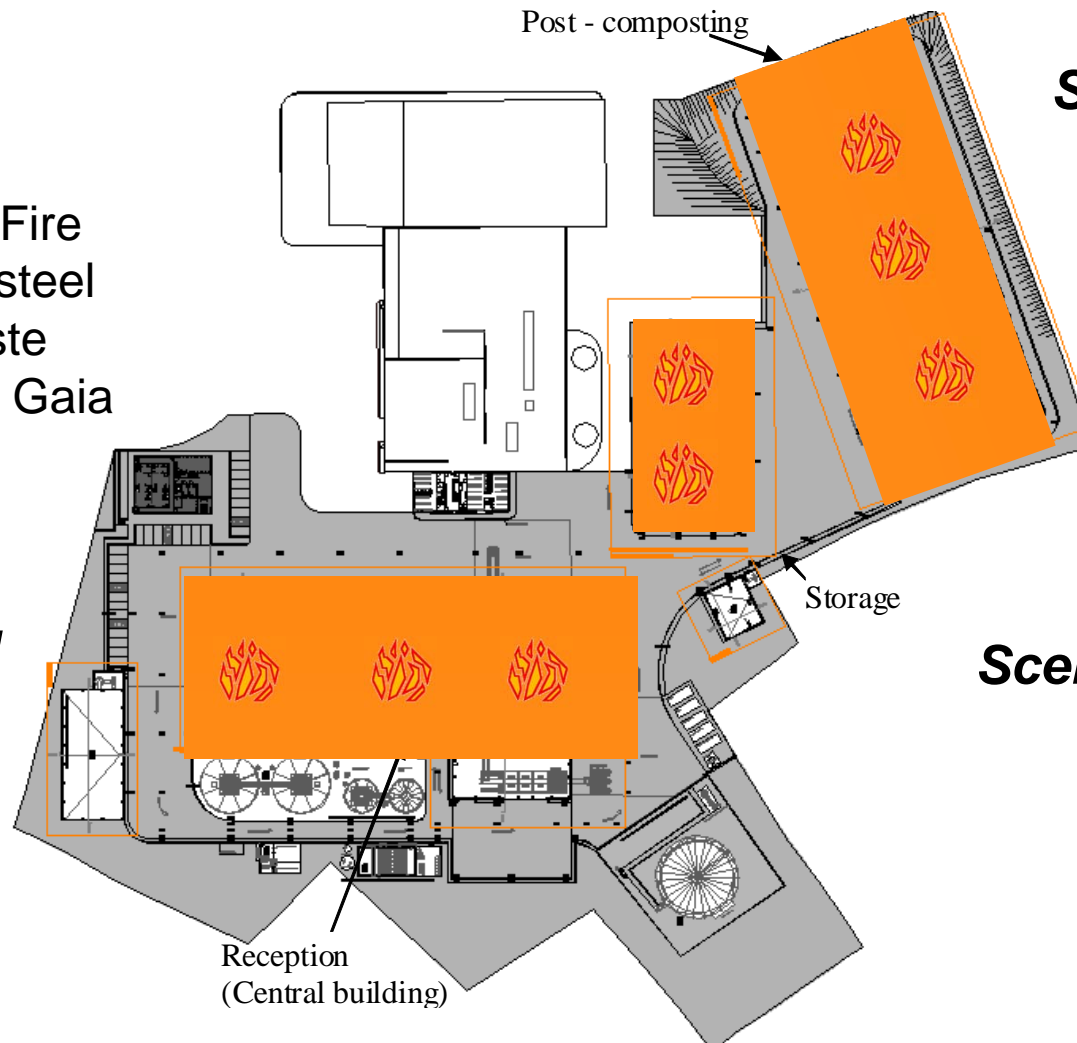 Post - composting
S
Fire
steel
ste
Gaia
Storage
Scen
Reception
(Central building)